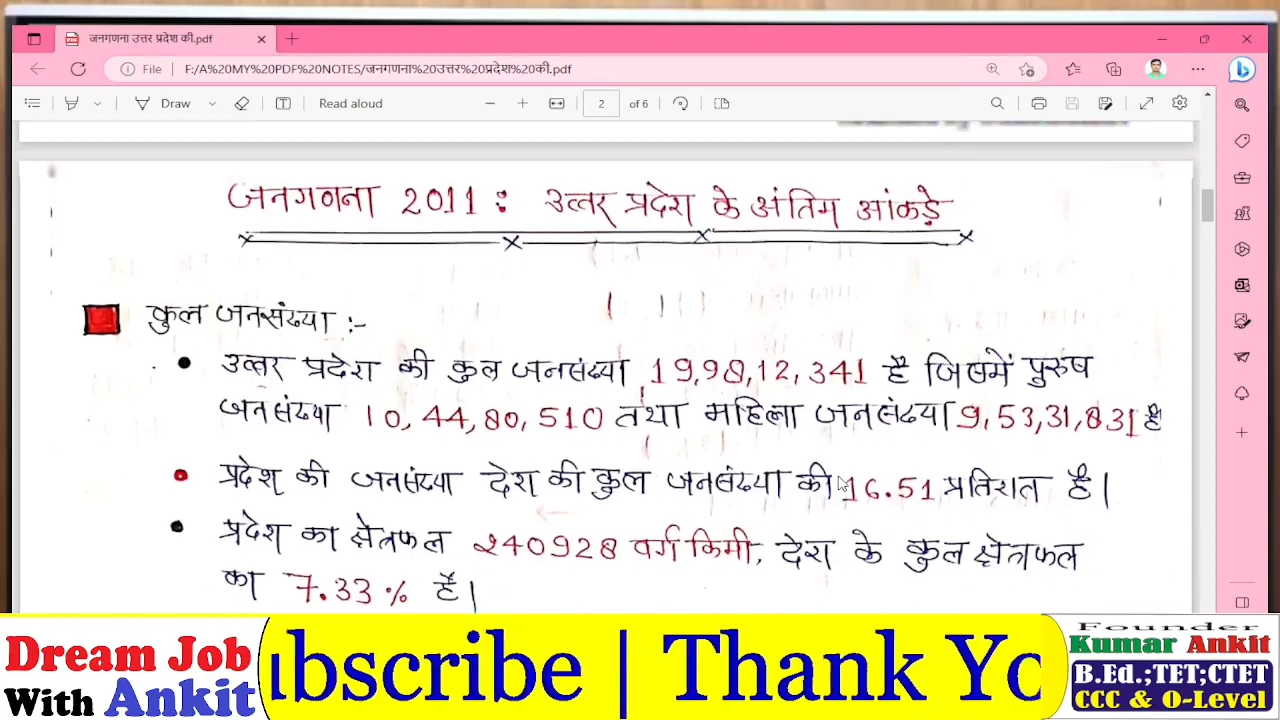 जनगणना उत्तर प्रदेश की.pdf
File F:/A%20MY%20PDF%20NOTES/जनगणना%20उत्तर%20प्रदेश%20की.pdf
Draw Read aloud 2 of 6
जनगणना 2011 : उत्तर प्रदेश के अंतिम आंकड़े
कुल जनसंख्या :-
उत्तर प्रदेश की कुल जनसंख्या 19,98,12,341 है जिसमें पुरुष
जनसंख्या 10,44,80,510 तथा महिला जनसंख्या 9,53,31,831 है
प्रदेश की जनसंख्या देश की कुल जनसंख्या की 16.51 प्रतिशत है।
प्रदेश का क्षेत्रफल 240928 वर्ग किमी, देश के कुल क्षेत्रफल
का 7.33% है।
Dream Job
With Ankit
ubscribe | Thank Yo
Founder
Kumar Ankit
B.Ed.;TET;CTET
CCC & O-Level